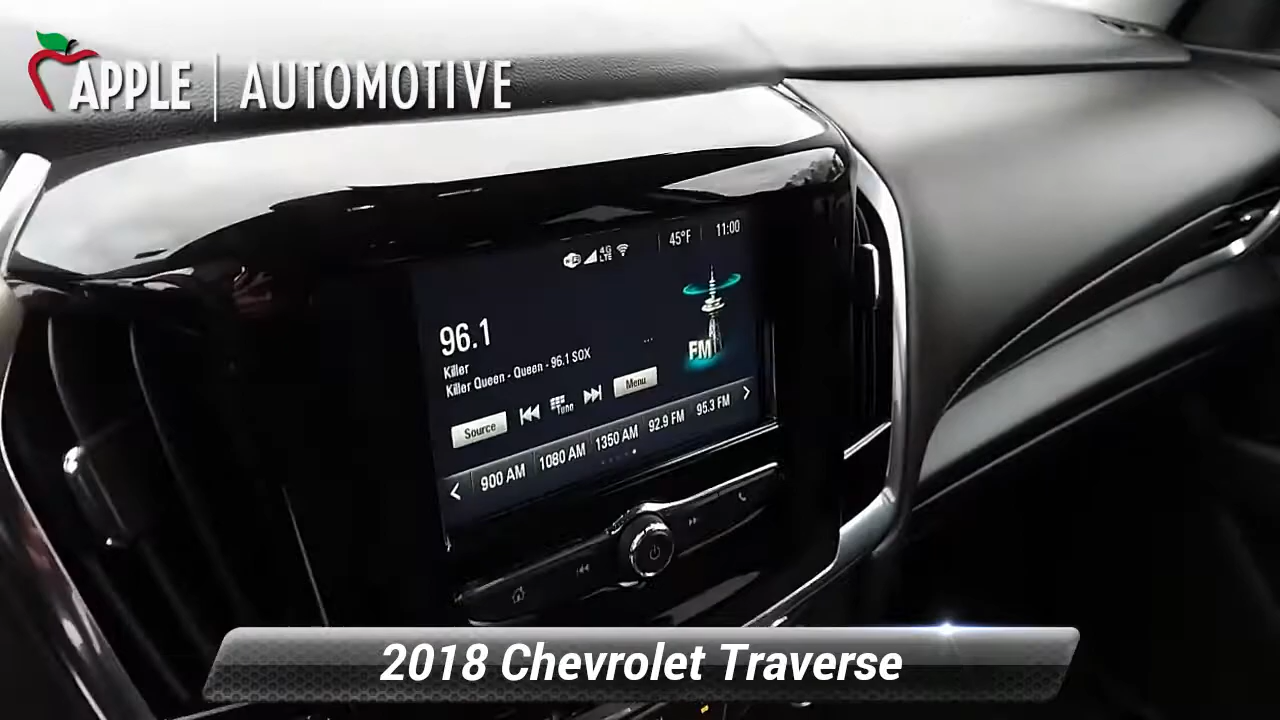 APPLE | AUTOMOTIVE
4G LTE
45°F
11:00
96.1
Killer
Killer Queen - Queen - 96.1 SOX
...
FM
Source
Tune
Menu
900 AM
1080 AM
1350 AM
92.9 FM
95.3 FM
2018 Chevrolet Traverse